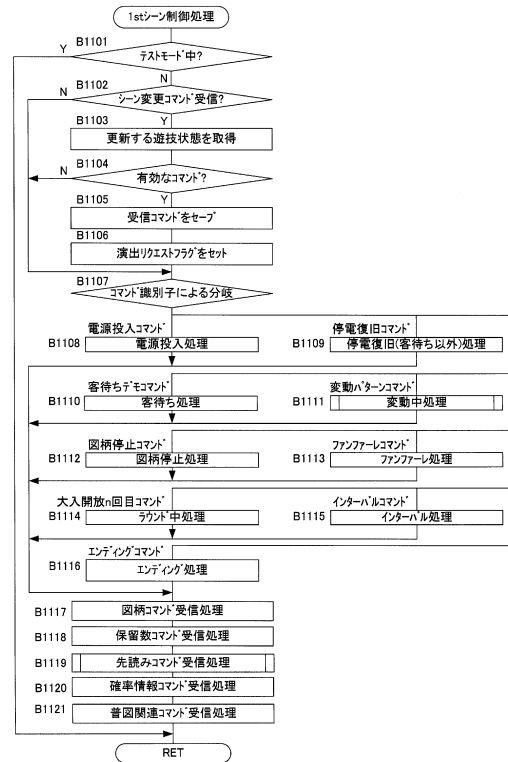 1stシーン制御処理
B1101
Y
テストモード中?
N
B1102
N
シーン変更コマンド受信?
Y
B1103
更新する遊技状態を取得
B1104
N
有効なコマンド?
Y
B1105
受信コマンドをセーブ
B1106
演出リクエストフラグをセット
B1107
コマンド識別子による分岐
電源投入コマンド
停電復旧コマンド
B1108
電源投入処理
B1109
停電復旧(客待ち以外)処理
客待ちデモコマンド
変動パターンコマンド
B1110
客待ち処理
B1111
変動中処理
図柄停止コマンド
ファンファーレコマンド
B1112
図柄停止処理
B1113
ファンファーレ処理
大入開放n回目コマンド
インターバルコマンド
B1114
ラウンド中処理
B1115
インターバル処理
エンディングコマンド
B1116
エンディング処理
B1117
図柄コマンド受信処理
B1118
保留数コマンド受信処理
B1119
先読みコマンド受信処理
B1120
確率情報コマンド受信処理
B1121
普図関連コマンド受信処理
RET